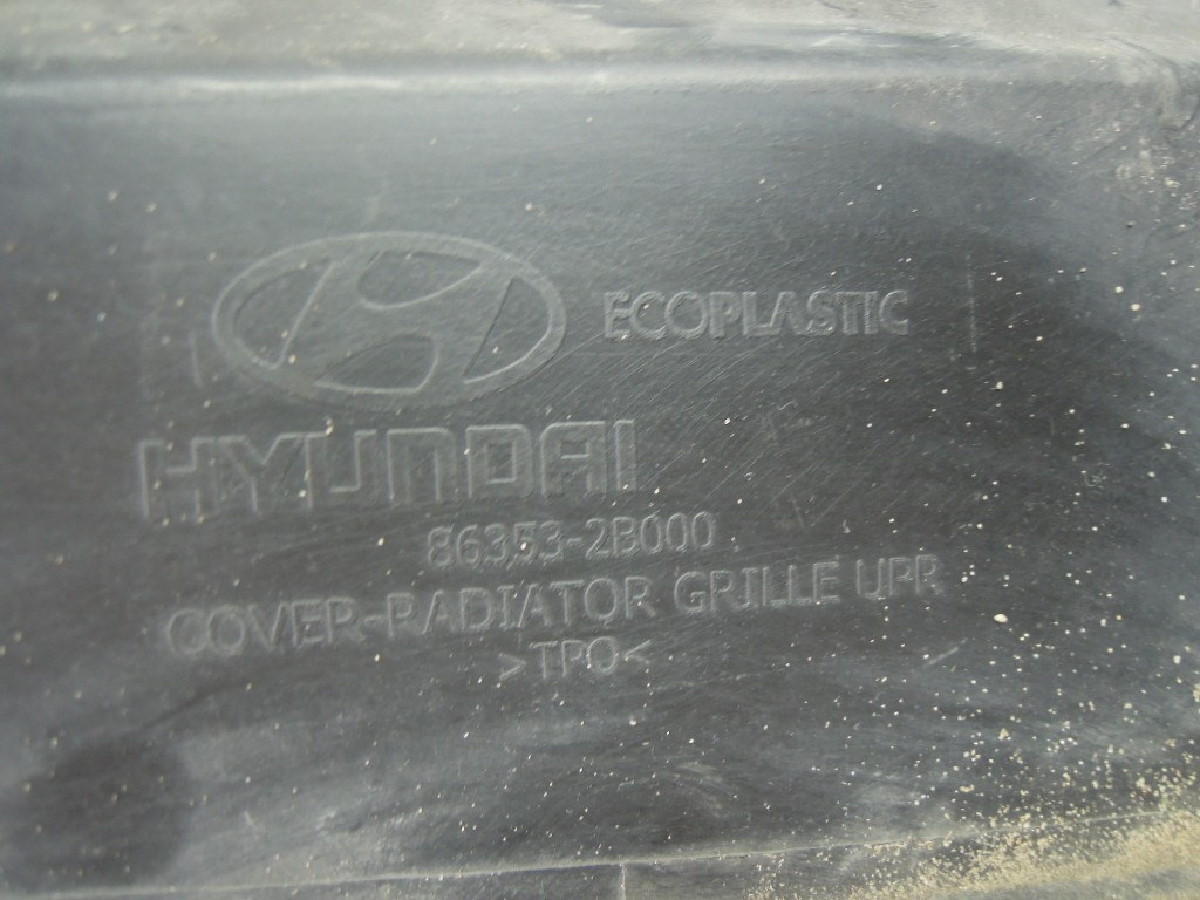 ECOPLASTIC
HYUNDAI
86353-2B000
COVER-RADIATOR GRILLE UPR
>TPO<